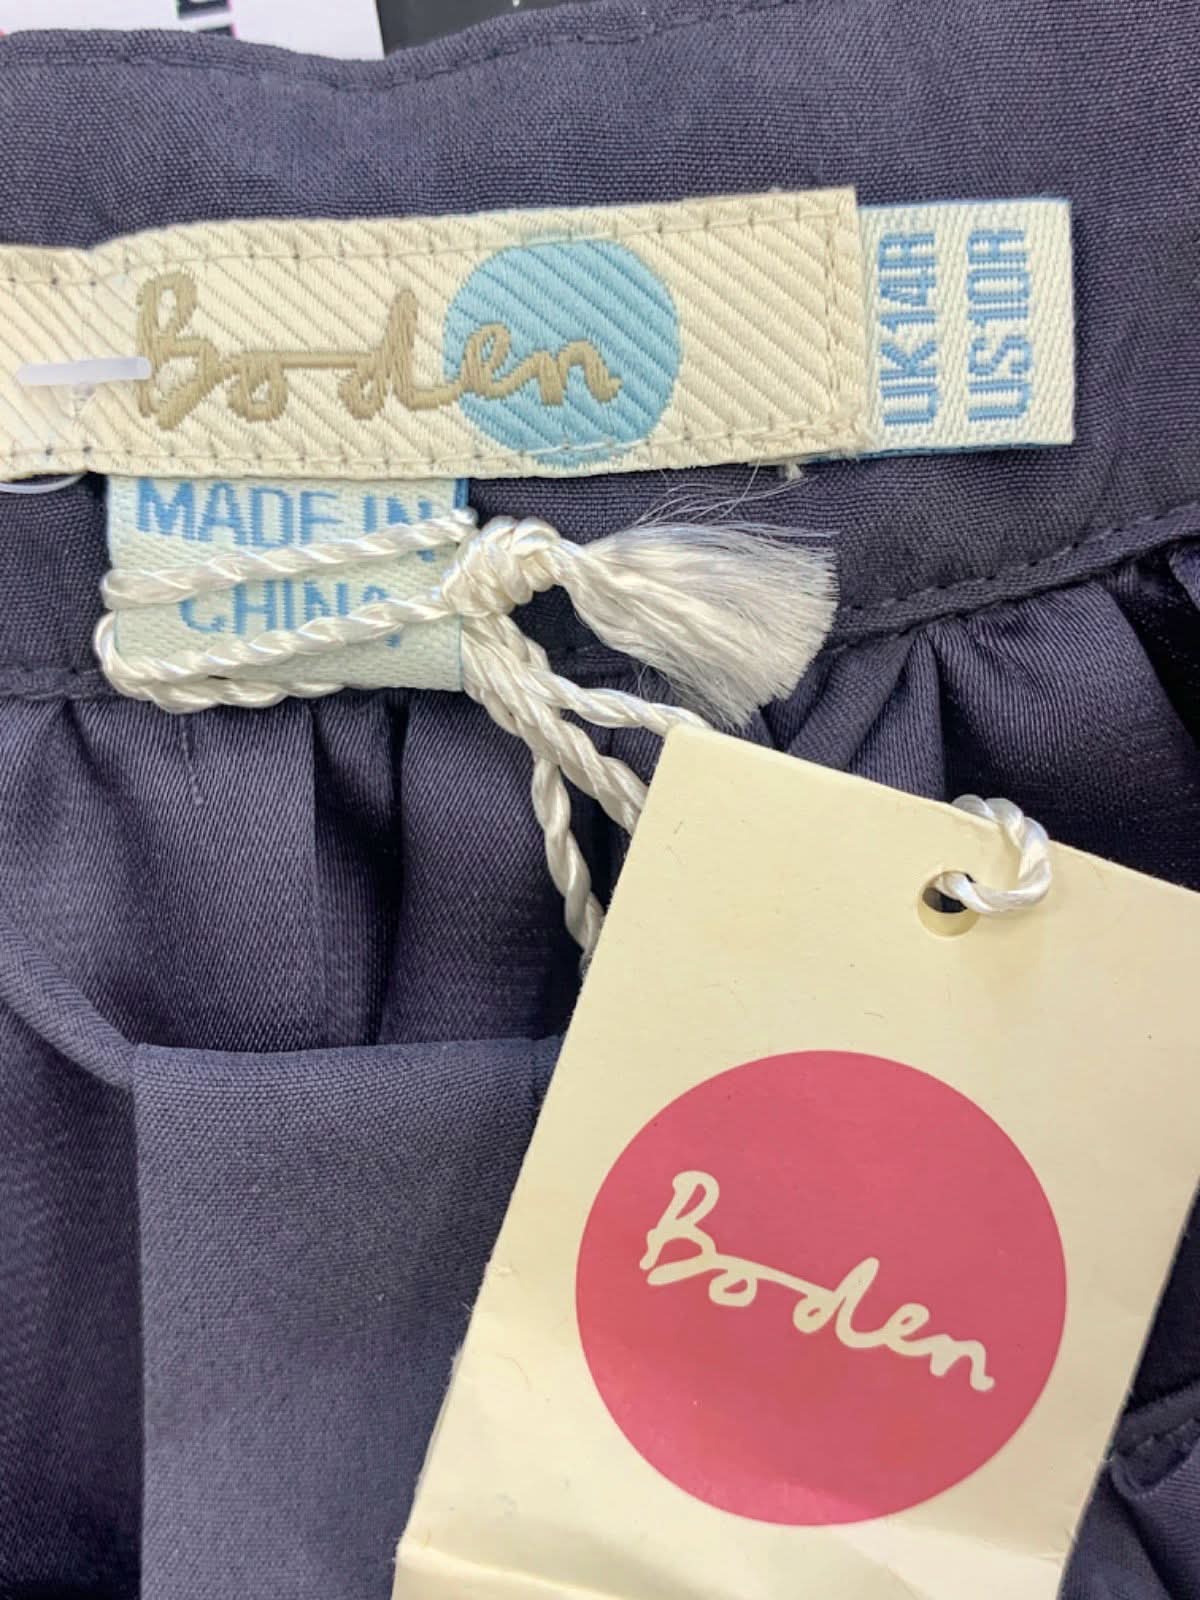 Boden
UK14R
US10R
MADE IN
CHINA
Boden